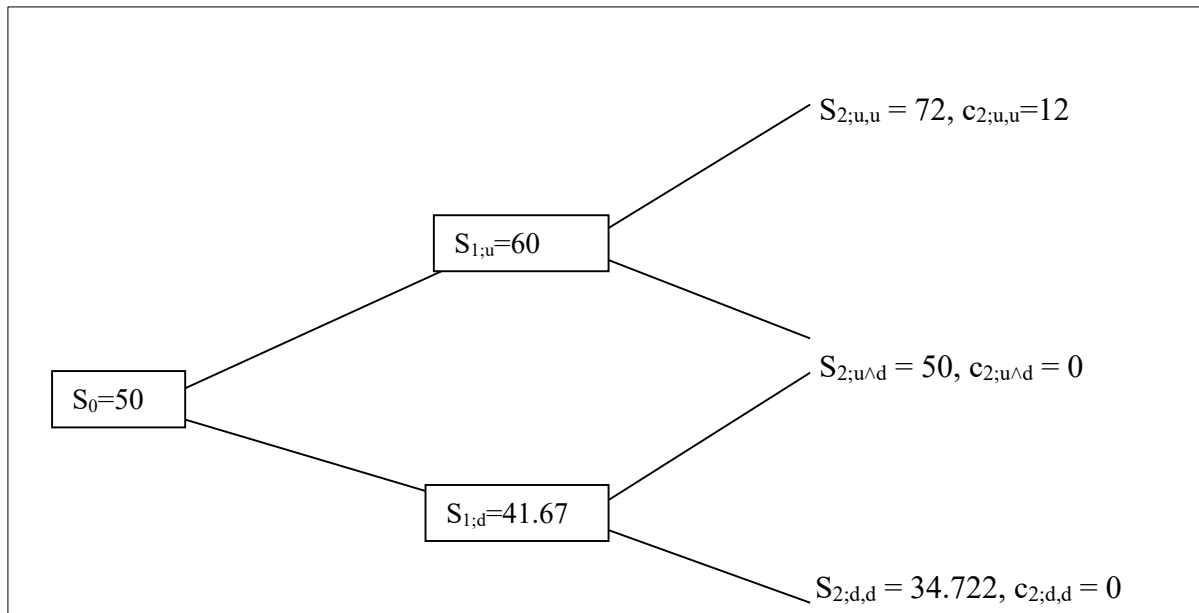 S2;u,u = 72, c2;u,u=12
S1;u=60
S2;u^d = 50, c2;u^d = 0
S0=50
S1;d=41.67
S2;d,d = 34.722, c2;d,d = 0